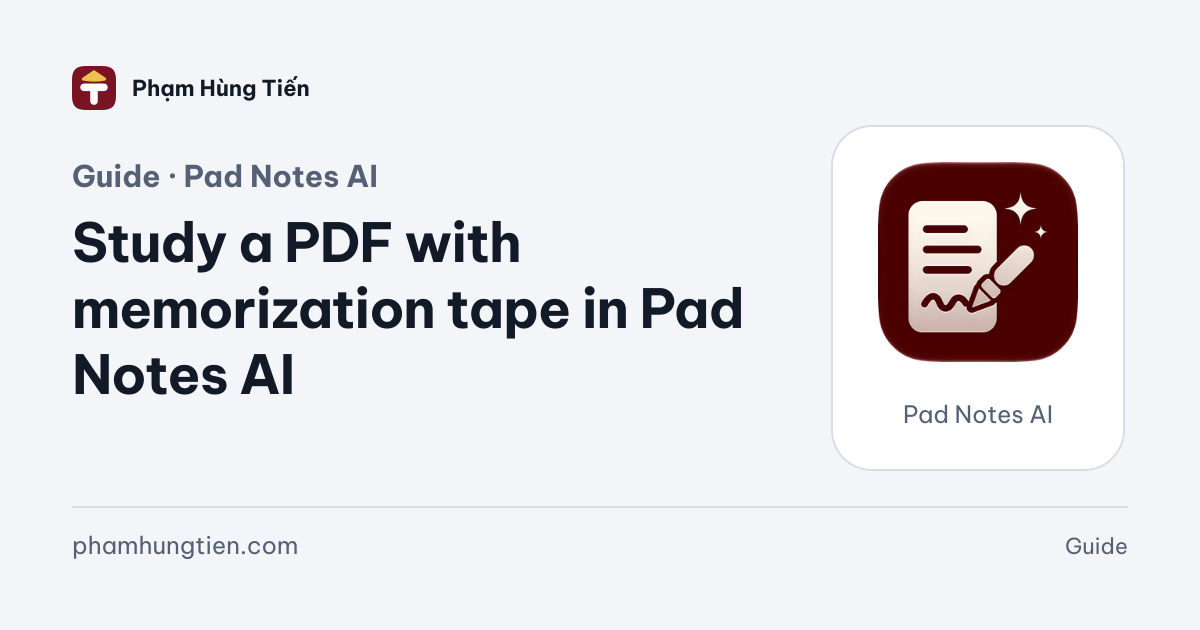 Phạm Hùng Tiến
Guide · Pad Notes AI
Study a PDF with
memorization tape in Pad
Notes AI
Pad Notes AI
phamhungtien.com
Guide